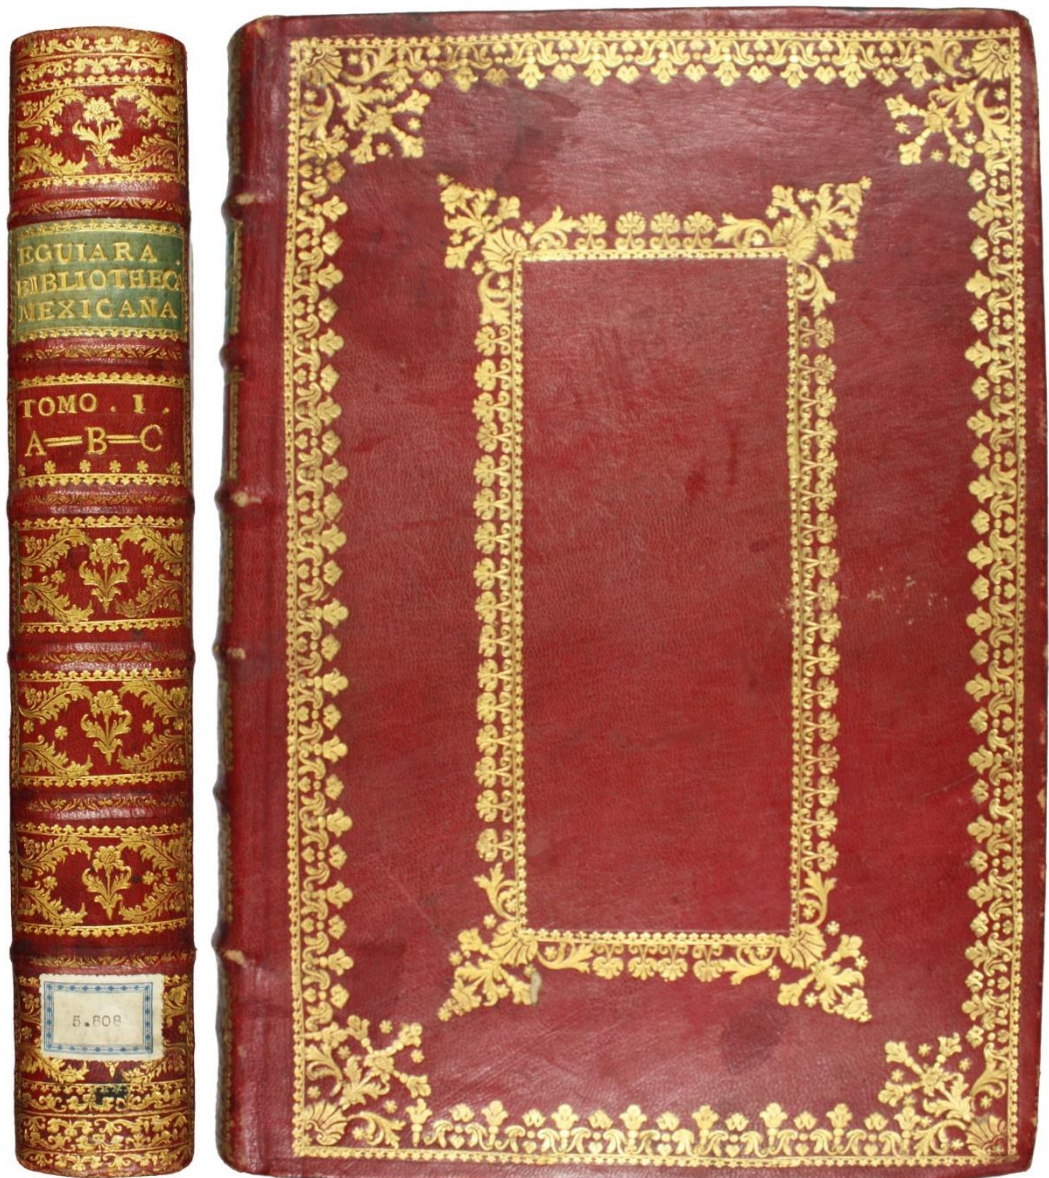 EGUIARA.
BIBLIOTHECA
MEXICANA
TOMO . I .
A=B=C
5.808